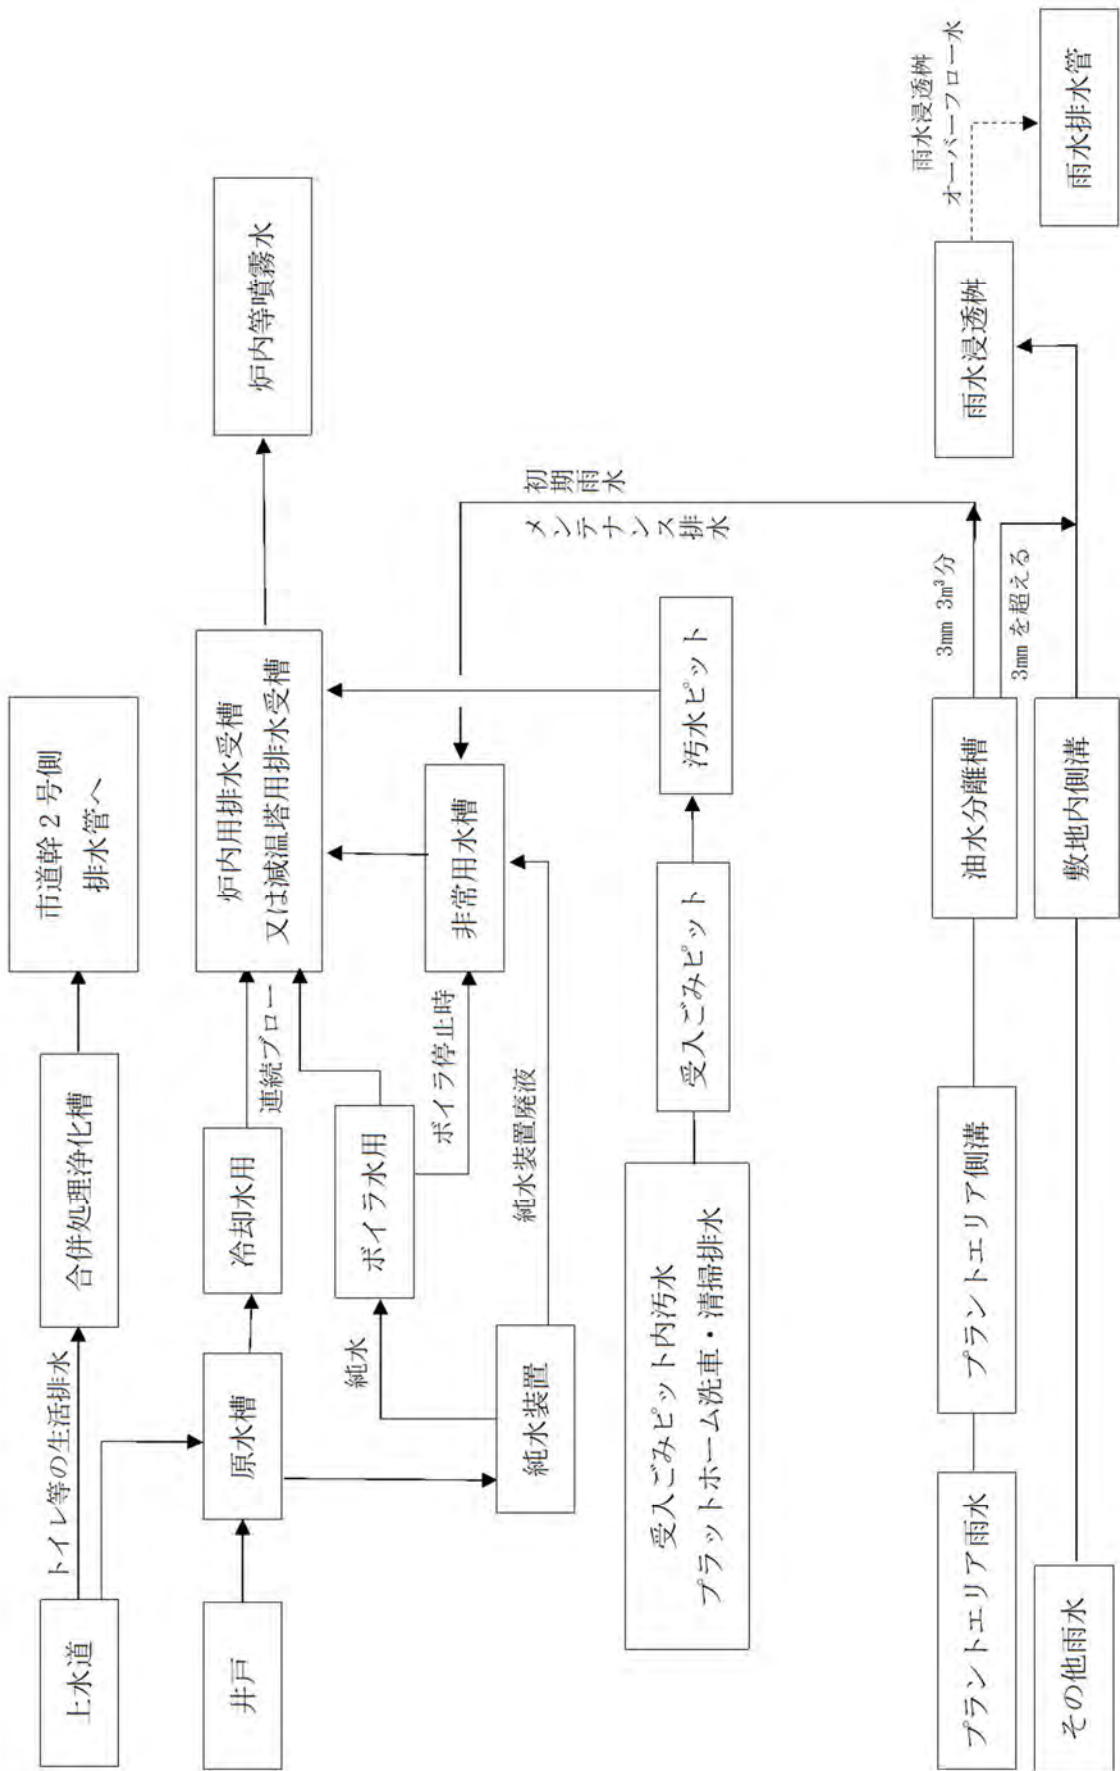 上水道
トイレ等の生活排水
合併処理浄化槽
市道幹2号側
排水管へ
井戸
原水槽
冷却水用
連続ブロー
炉内用排水受槽
又は減温塔用排水受槽
炉内等噴霧水
純水
ボイラ水用
ボイラ停止時
非常用水槽
純水装置
純水装置廃液
初期雨水
メンテナンス排水
受入ごみピット内汚水
プラットホーム洗車・清掃排水
受入ごみピット
汚水ピット
プラントエリア雨水
プラントエリア側溝
油水分離槽
3mm 3m³分
3mmを超える
その他雨水
敷地内側溝
雨水浸透桝
雨水浸透桝
オーバーフロー水
雨水排水管